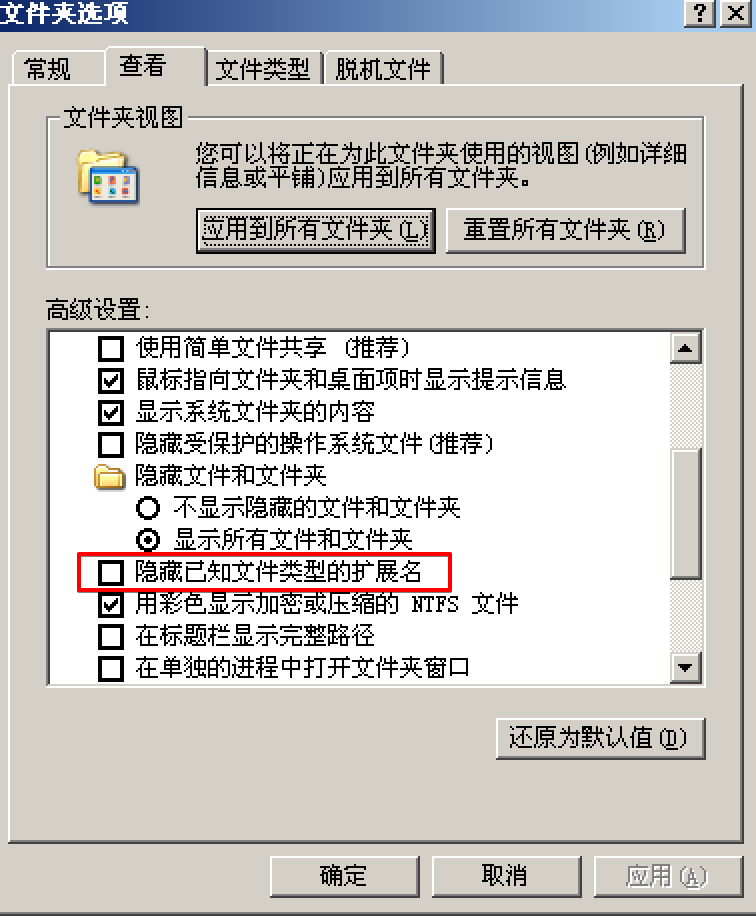 文件夹选项
常规 查看 文件类型 脱机文件
文件夹视图
您可以将正在为此文件夹使用的视图(例如详细
信息或平铺)应用到所有文件夹。
应用到所有文件夹(L) 重置所有文件夹(R)
高级设置:
使用简单文件共享 (推荐)
鼠标指向文件夹和桌面项时显示提示信息
显示系统文件夹的内容
隐藏受保护的操作系统文件(推荐)
隐藏文件和文件夹
不显示隐藏的文件和文件夹
显示所有文件和文件夹
隐藏已知文件类型的扩展名
用彩色显示加密或压缩的 NTFS 文件
在标题栏显示完整路径
在单独的进程中打开文件夹窗口
还原为默认值(D)
确定 取消 应用(A)